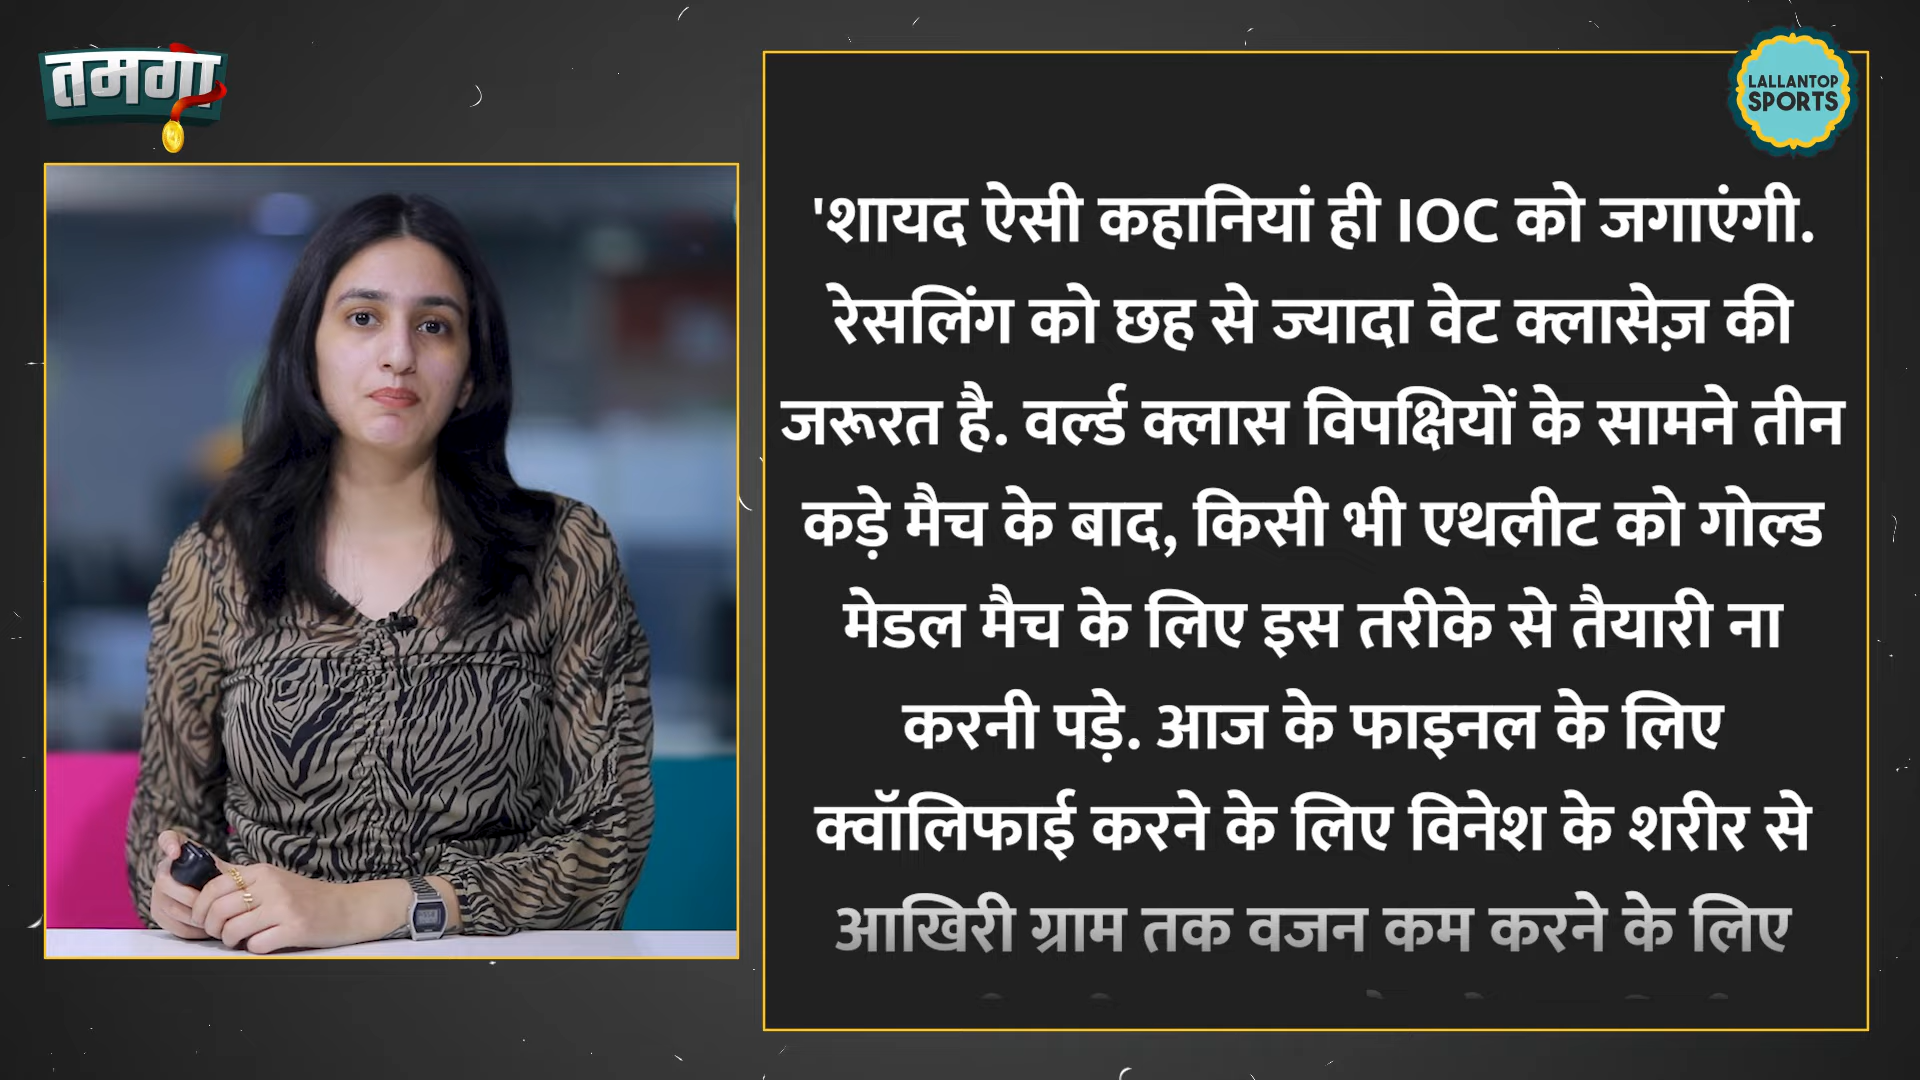 तमगा
LALLANTOP
SPORTS
'शायद ऐसी कहानियां ही IOC को जगाएंगी.
रेसलिंग को छह से ज्यादा वेट क्लासेज़ की
जरूरत है. वर्ल्ड क्लास विपक्षियों के सामने तीन
कड़े मैच के बाद, किसी भी एथलीट को गोल्ड
मेडल मैच के लिए इस तरीके से तैयारी ना
करनी पड़े. आज के फाइनल के लिए
क्वॉलिफाई करने के लिए विनेश के शरीर से
आखिरी ग्राम तक वजन कम करने के लिए